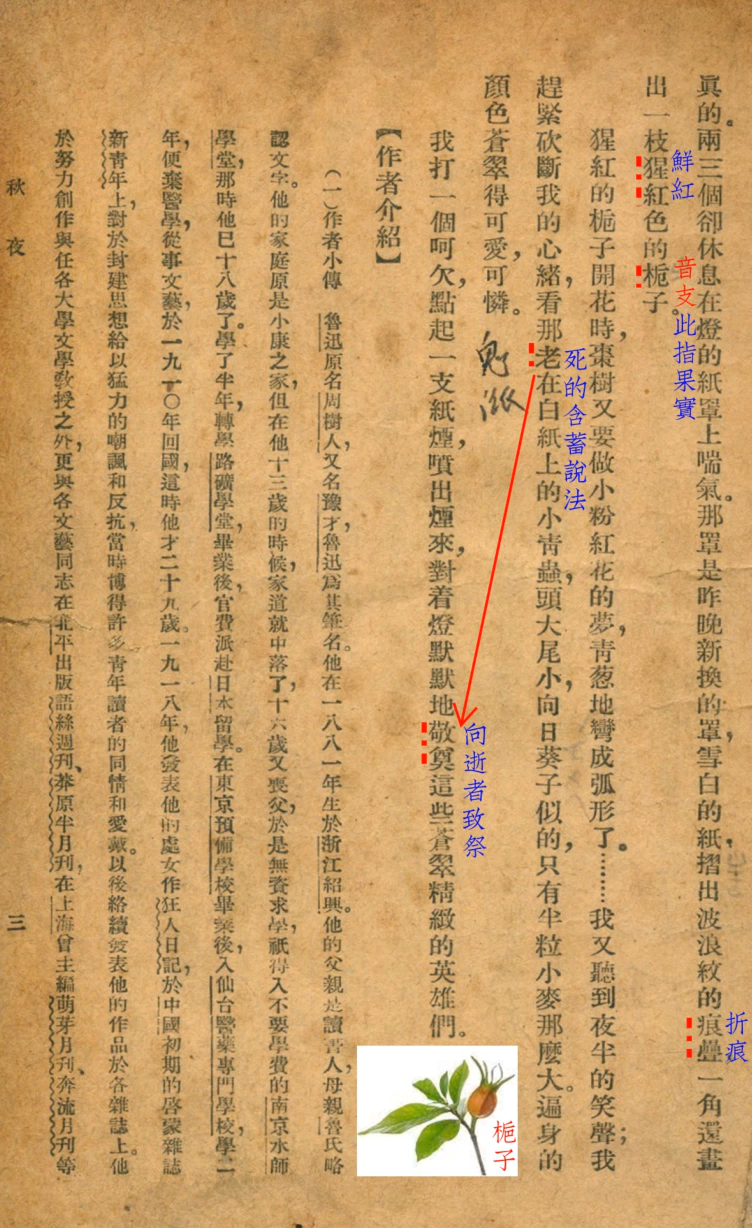 眞的。兩三個卻休息在燈的紙罩上喘氣。那罩是昨晚新換的罩，雪白的紙，摺出波浪紋的痕疊，一角還畫
出一枝猩紅色的梔子。
鮮紅
音支此指果實
折痕
猩紅的梔子開花時，棗樹又要做小粉紅花的夢，靑葱地彎成弧形了。………我又聽到夜半的笑聲；我
趕緊砍斷我的心緒，看那老在白紙上的小靑蟲，頭大尾小，向日葵子似的，只有半粒小麥那麼大。遍身的
顏色蒼翠得可愛，可憐。
死的含蓄說法
我打一個呵欠，點起一支紙煙，噴出煙來，對着燈默默地敬奠這些蒼翠精緻的英雄們。
向逝者致祭
梔子
【作者介紹】
（一）作者小傳　魯迅原名周樹人，又名豫才魯迅爲其筆名。他在一八八一年生於浙江紹興。他的父親是讀書人，母親魯氏略
認文字。他的家庭原是小康之家，但在他十三歲的時候，家道就中落了，十六歲又喪父，於是無資求學，祇得入不要學費的南京水師
學堂，那時他已十八歲了。學了半年，轉學路礦學堂，畢業後，官費派赴日本留學。在東京預備學校畢業後，入仙台醫藥專門學校，學二
年，便棄醫學，從事文藝，於一九一〇年回國，這時他才二十九歲。一九一八年，他發表他的處女作狂人日記，於中國初期的啓蒙雜誌
新靑年上，對於封建思想給以猛力的嘲諷和反抗，當時博得許多靑年讀者的同情和愛戴。以後絡續發表他的作品於各雜誌上。他
於努力創作與任各大學文學敎授之外，更與各文藝同志在北平出版語絲週刊、莽原半月刊，在上海曾主編萌芽月刊、奔流月刊等
秋夜
三